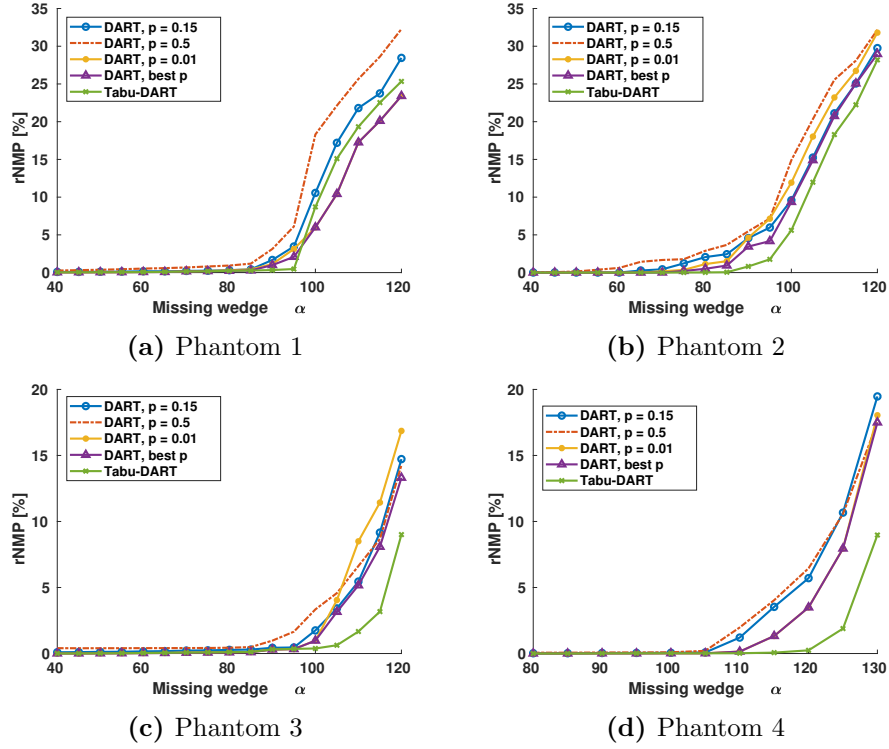 35
30
25
20
15
10
5
0
rNMP [%]
DART, p = 0.15
DART, p = 0.5
DART, p = 0.01
DART, best p
Tabu-DART
40 60 80 100 120
Missing wedge α
(a) Phantom 1
35
30
25
20
15
10
5
0
rNMP [%]
DART, p = 0.15
DART, p = 0.5
DART, p = 0.01
DART, best p
Tabu-DART
40 60 80 100 120
Missing wedge α
(b) Phantom 2
20
15
10
5
0
rNMP [%]
DART, p = 0.15
DART, p = 0.5
DART, p = 0.01
DART, best p
Tabu-DART
40 60 80 100 120
Missing wedge α
(c) Phantom 3
20
15
10
5
0
rNMP [%]
DART, p = 0.15
DART, p = 0.5
DART, p = 0.01
DART, best p
Tabu-DART
80 90 100 110 120 130
Missing wedge α
(d) Phantom 4